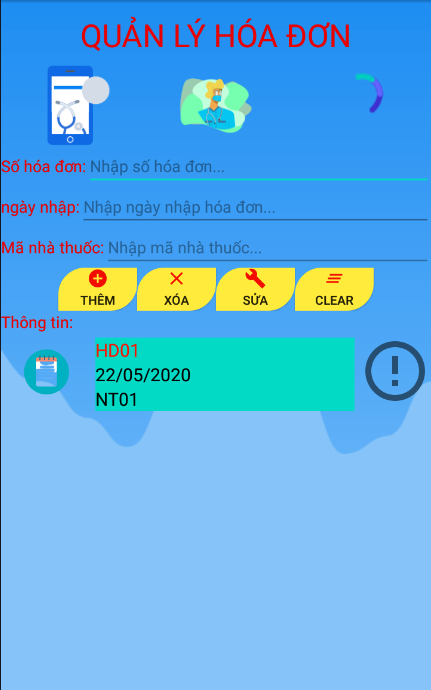 QUẢN LÝ HÓA ĐƠN
Số hóa đơn: Nhập số hóa đơn...
ngày nhập: Nhập ngày nhập hóa đơn...
Mã nhà thuốc: Nhập mã nhà thuốc...
THÊM XÓA SỬA CLEAR
Thông tin:
HD01
22/05/2020
NT01